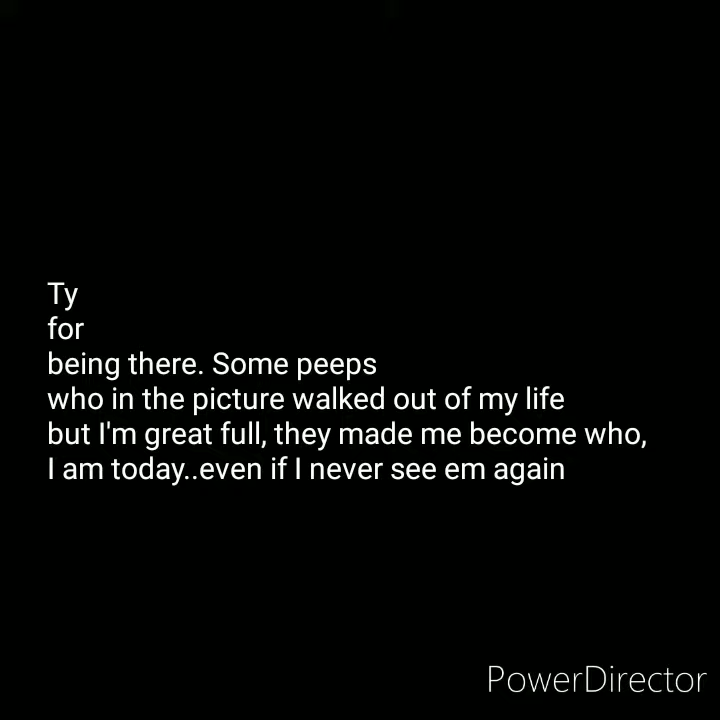 Ty
for
being there. Some peeps
who in the picture walked out of my life
but I'm great full, they made me become who,
I am today..even if I never see em again
PowerDirector